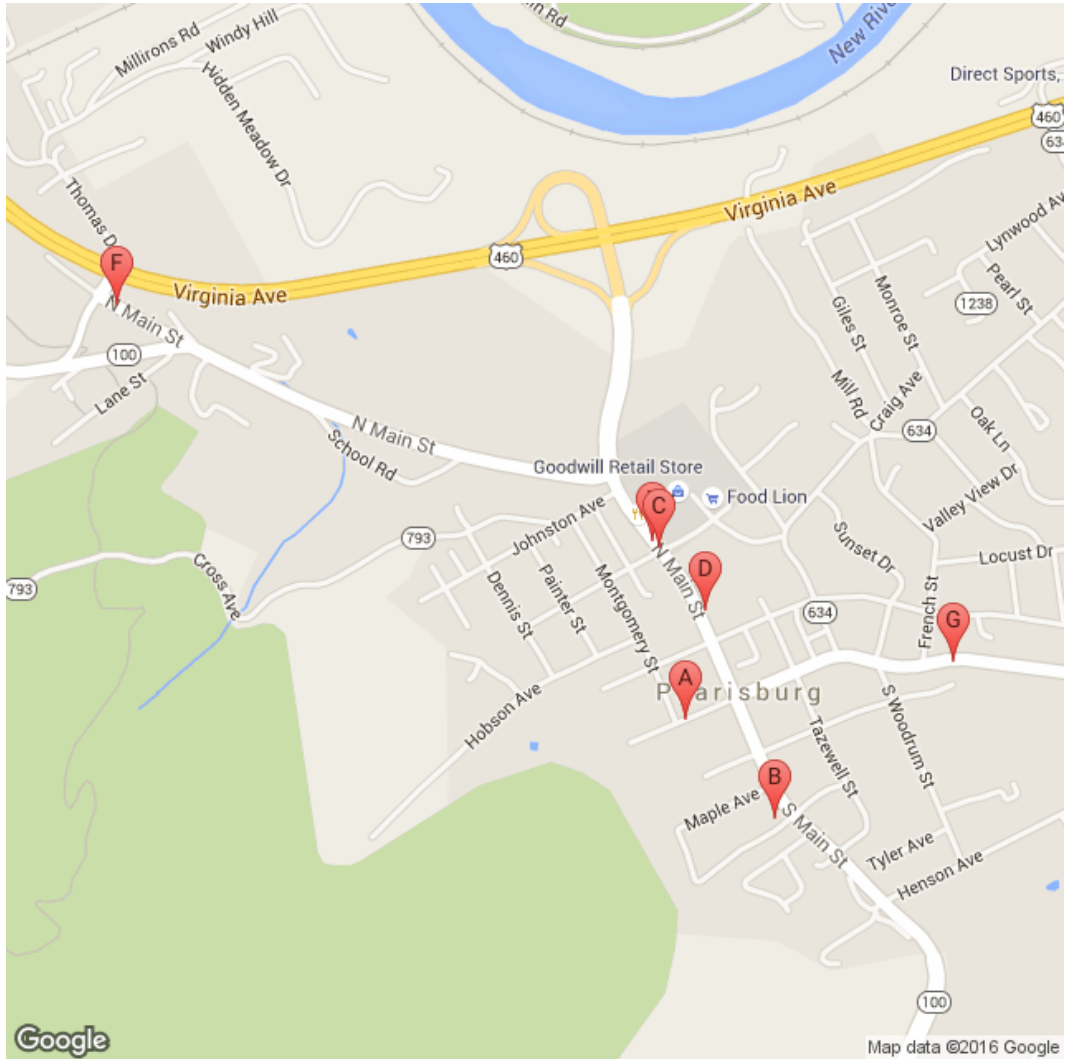 Millirons Rd
Windy Hill
Hidden Meadow Dr
New River
Direct Sports,
460
Thomas D
Virginia Ave
Lynwood Av
Pearl St
F
460
Virginia Ave
N Main St
100
Lane St
1238
Giles St
Monroe St
Mill Rd
Craig Ave
634
Oak Ln
N Main St
School Rd
Goodwill Retail Store
Food Lion
Valley View Dr
C
Johnston Ave
793
N Main St
Sunset Dr
Locust Dr
793
Cross Ave
Dennis St
Painter St
Montgomery St
D
634
French St
G
A
P arisburg
Hobson Ave
Tazewell St
S Woodrum St
B
Maple Ave
S Main St
Tyler Ave
Henson Ave
100
Google
Map data ©2016 Google